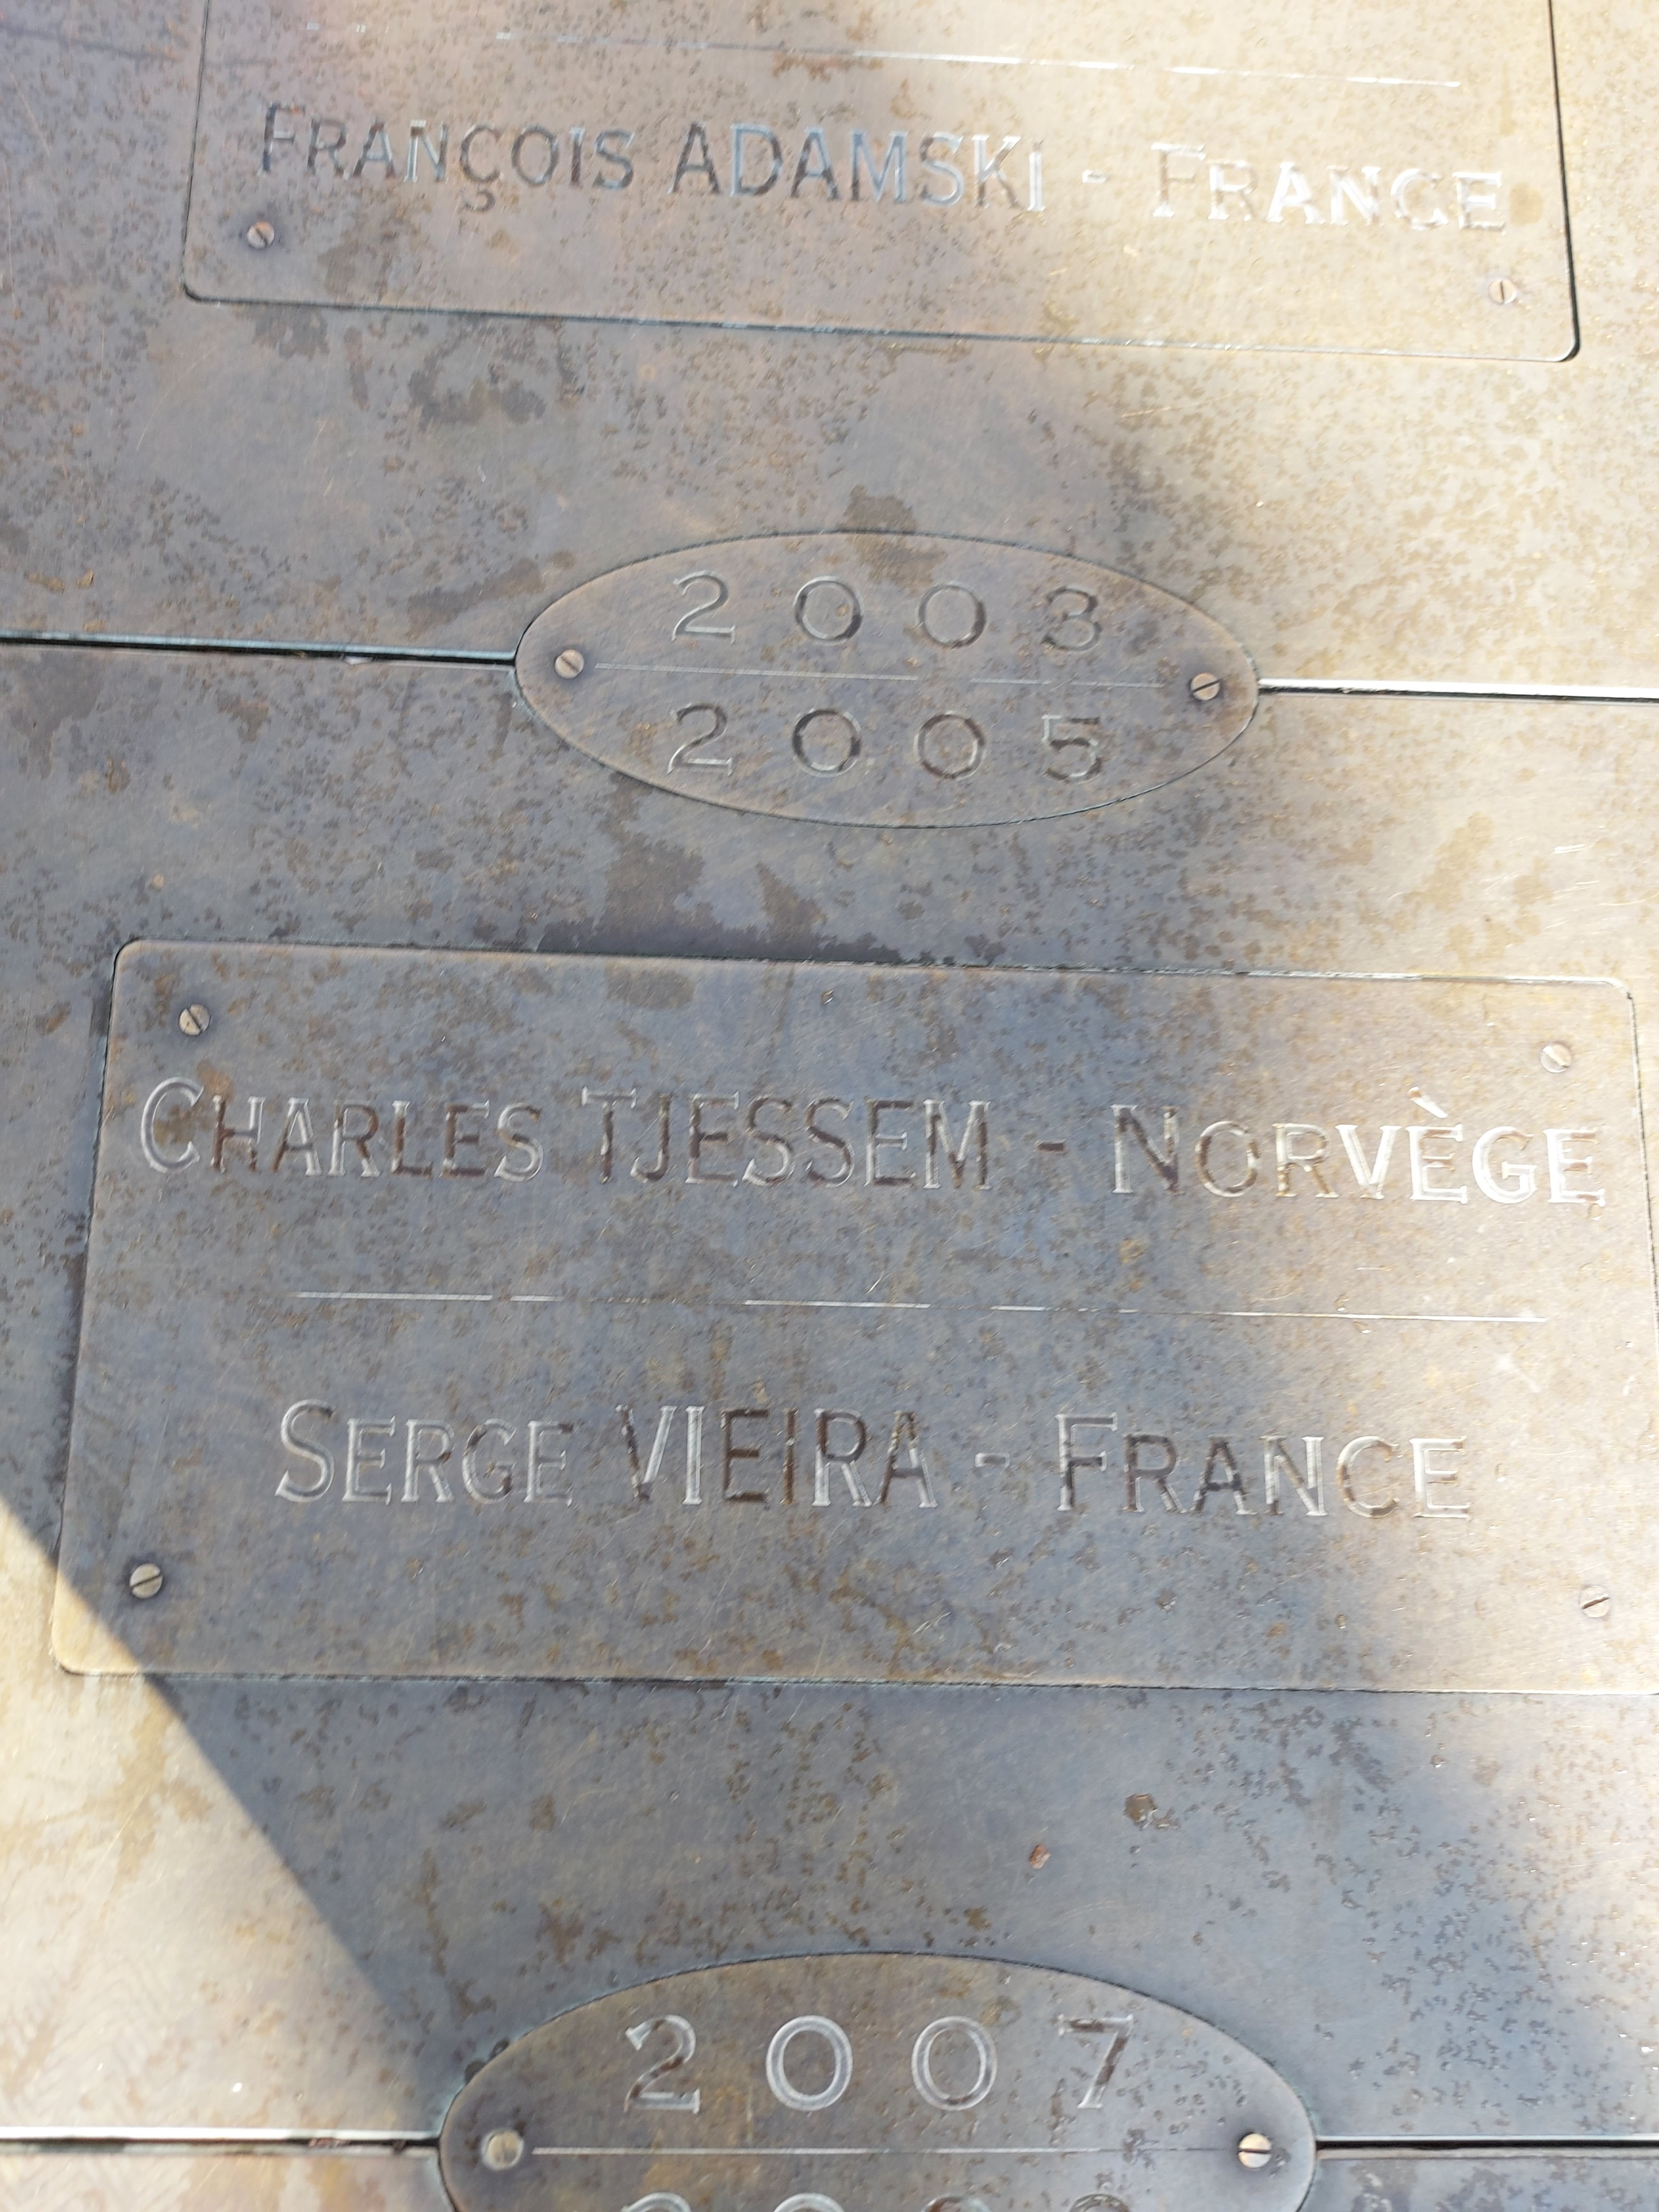 FRANÇOIS ADAMSKI - FRANCE
2003
2005
CHARLES TJESSEM - NORVÈGE
SERGE VIEIRA - FRANCE
2007